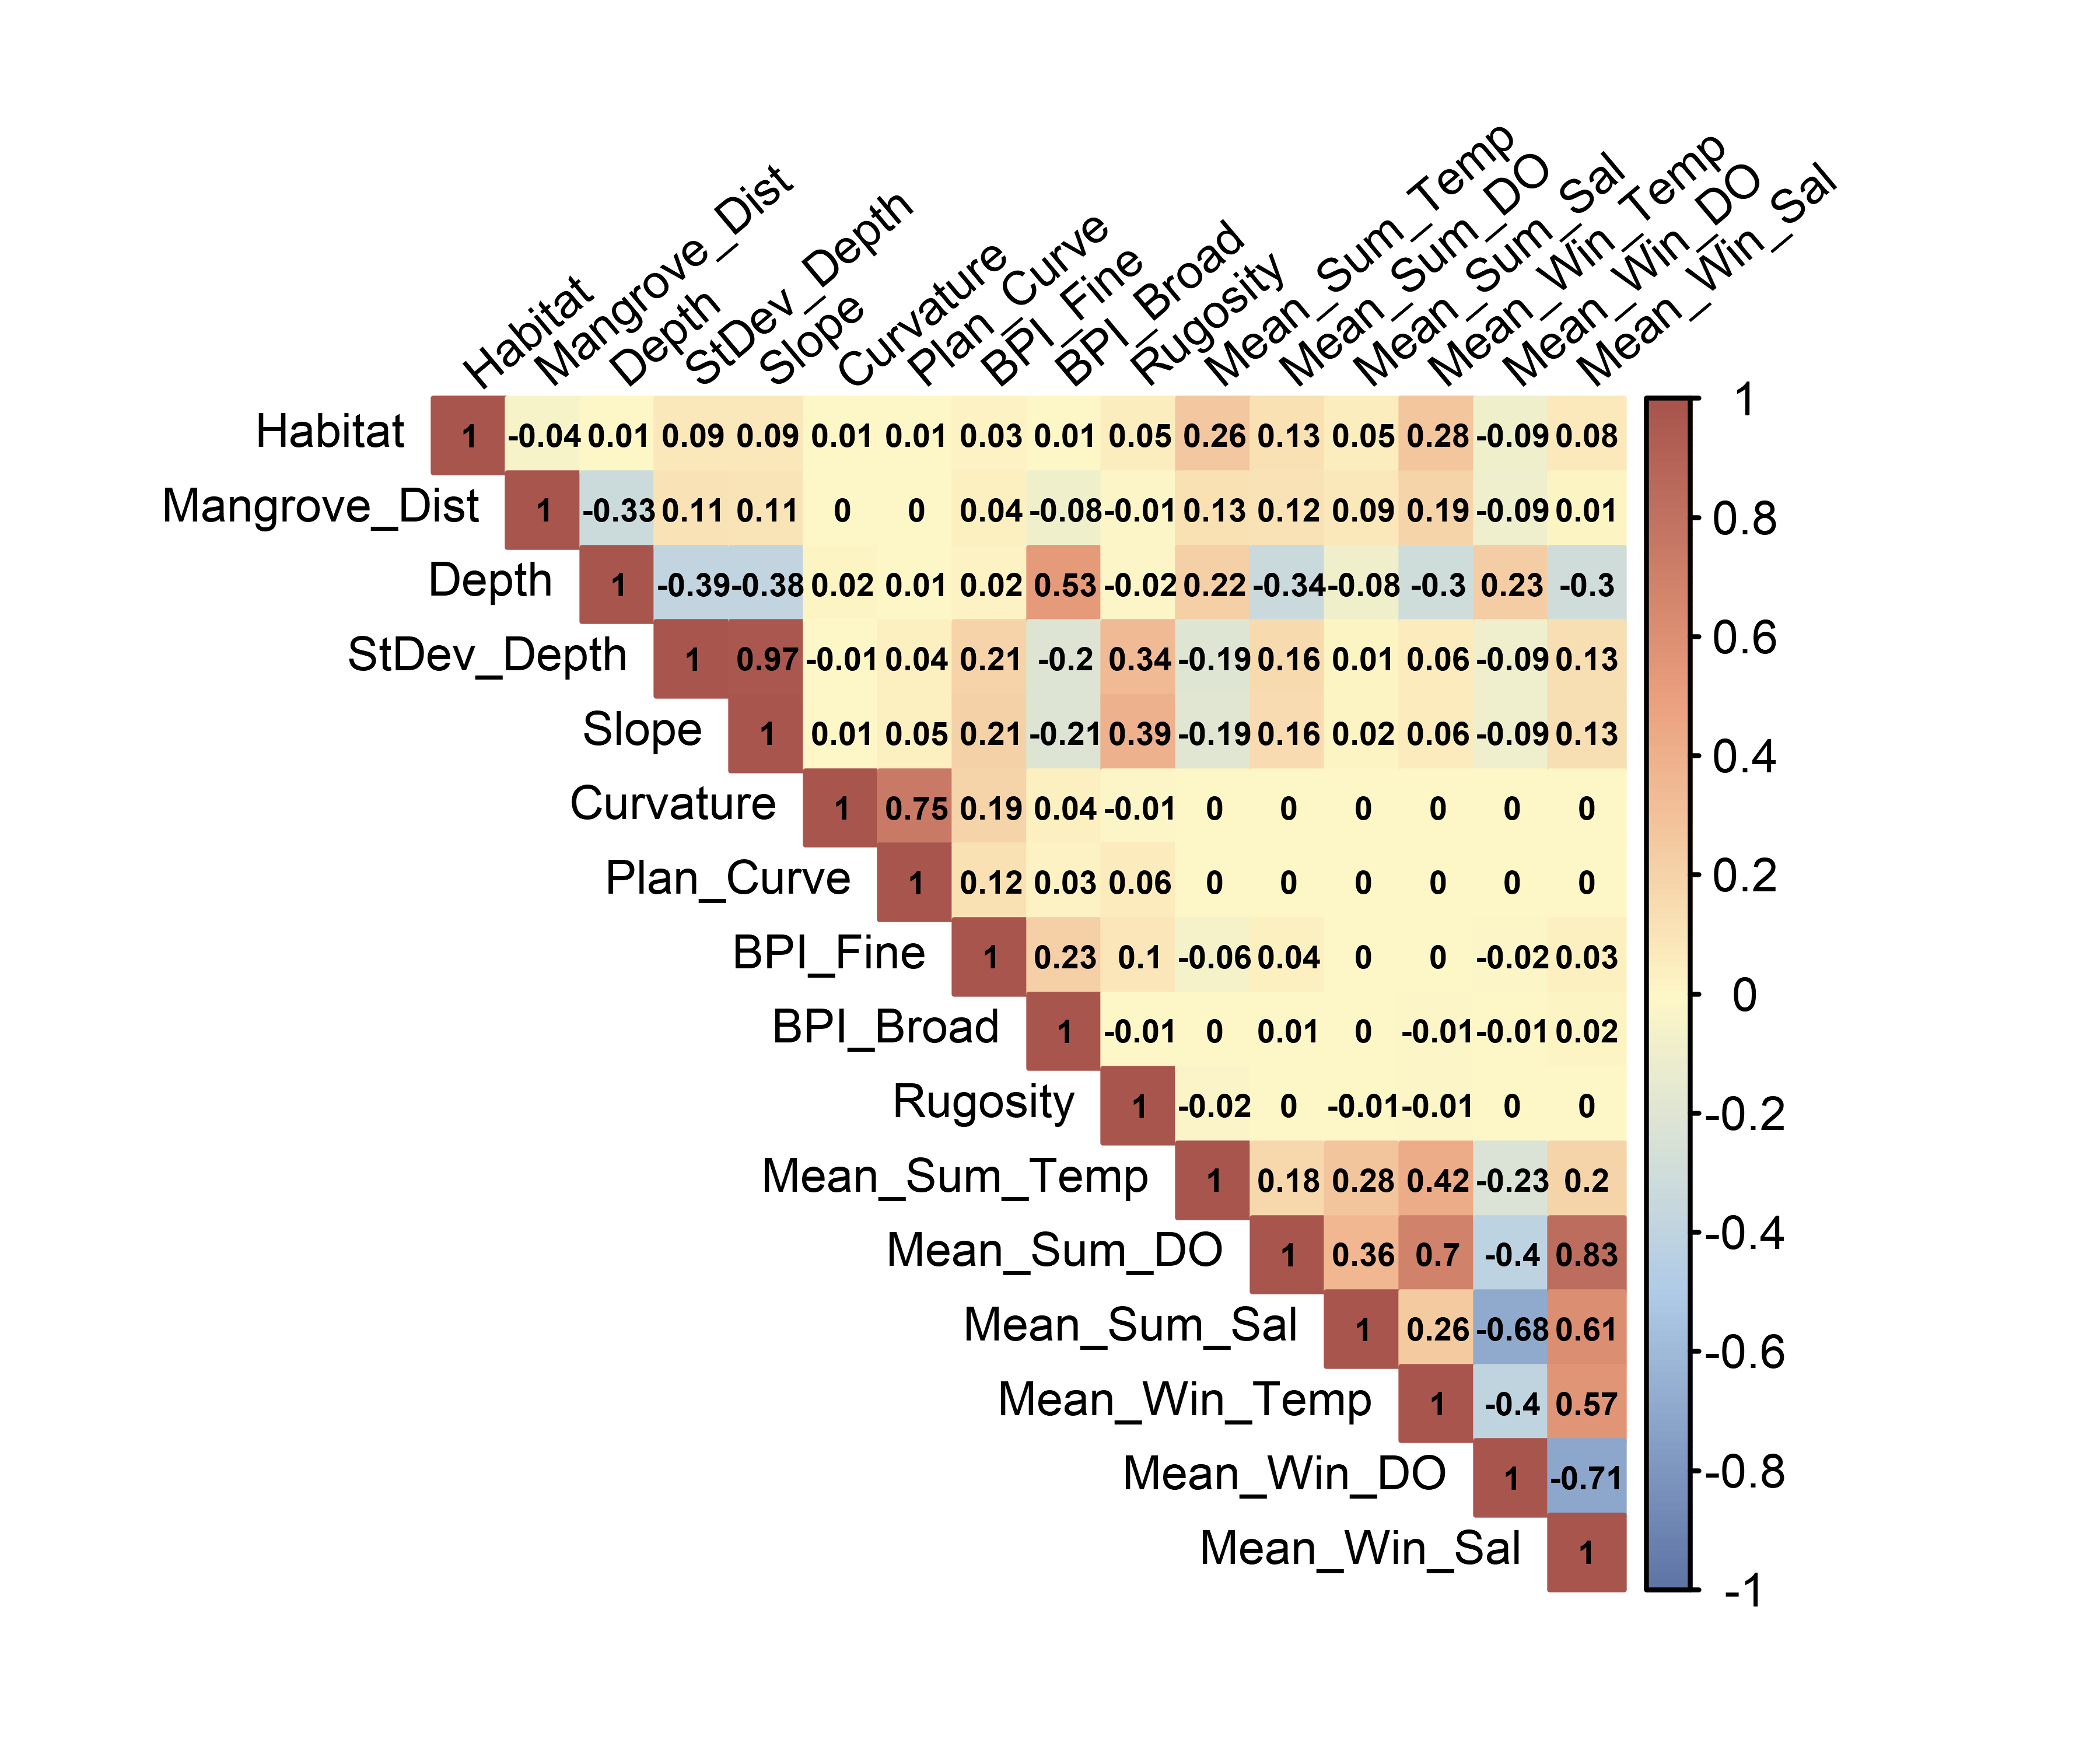 Habitat
Mangrove_Dist
Depth
StDev_Depth
Slope
Curvature
Plan_Curve
BPI_Fine
BPI_Broad
Rugosity
Mean_Sum_Temp
Mean_Sum_DO
Mean_Sum_Sal
Mean_Win_Temp
Mean_Win_DO
Mean_Win_Sal
Habitat 1 -0.04 0.01 0.09 0.09 0.01 0.01 0.03 0.01 0.05 0.26 0.13 0.05 0.28 -0.09 0.08
Mangrove_Dist 1 -0.33 0.11 0.11 0 0 0.04 -0.08 -0.01 0.13 0.12 0.09 0.19 -0.09 0.01
Depth 1 -0.39 -0.38 0.02 0.01 0.02 0.53 -0.02 0.22 -0.34 -0.08 -0.3 0.23 -0.3
StDev_Depth 1 0.97 -0.01 0.04 0.21 -0.2 0.34 -0.19 0.16 0.01 0.06 -0.09 0.13
Slope 1 0.01 0.05 0.21 -0.21 0.39 -0.19 0.16 0.02 0.06 -0.09 0.13
Curvature 1 0.75 0.19 0.04 -0.01 0 0 0 0 0 0
Plan_Curve 1 0.12 0.03 0.06 0 0 0 0 0 0
BPI_Fine 1 0.23 0.1 -0.06 0.04 0 0 -0.02 0.03
BPI_Broad 1 -0.01 0 0.01 0 -0.01 -0.01 0.02
Rugosity 1 -0.02 0 -0.01 -0.01 0 0
Mean_Sum_Temp 1 0.18 0.28 0.42 -0.23 0.2
Mean_Sum_DO 1 0.36 0.7 -0.4 0.83
Mean_Sum_Sal 1 0.26 -0.68 0.61
Mean_Win_Temp 1 -0.4 0.57
Mean_Win_DO 1 -0.71
Mean_Win_Sal 1
1
0.8
0.6
0.4
0.2
0
-0.2
-0.4
-0.6
-0.8
-1